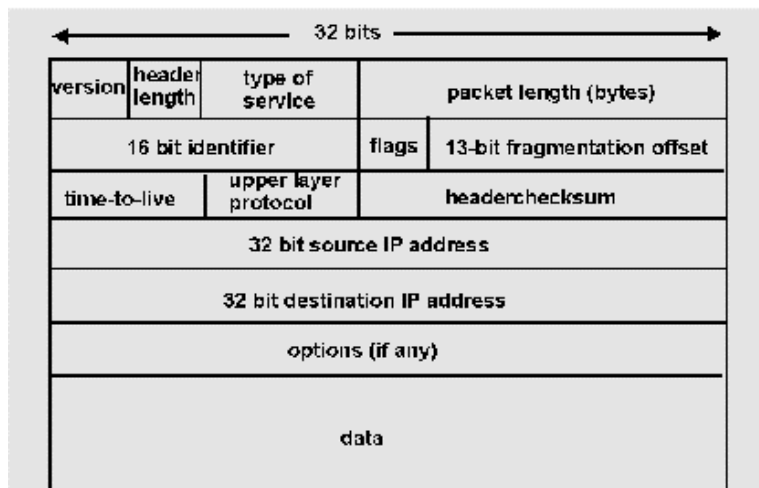 32 bits
version header length type of service packet length (bytes)
16 bit identifier flags 13-bit fragmentation offset
time-to-live upper layer protocol headerchecksum
32 bit source IP address
32 bit destination IP address
options (if any)
data